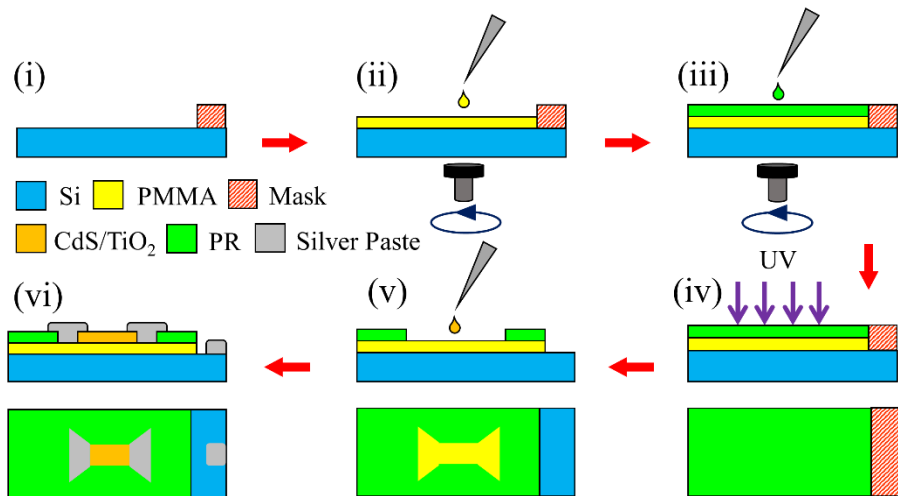 (i)
(ii)
(iii)
Si
PMMA
Mask
CdS/TiO₂
PR
Silver Paste
UV
(vi)
(v)
(iv)